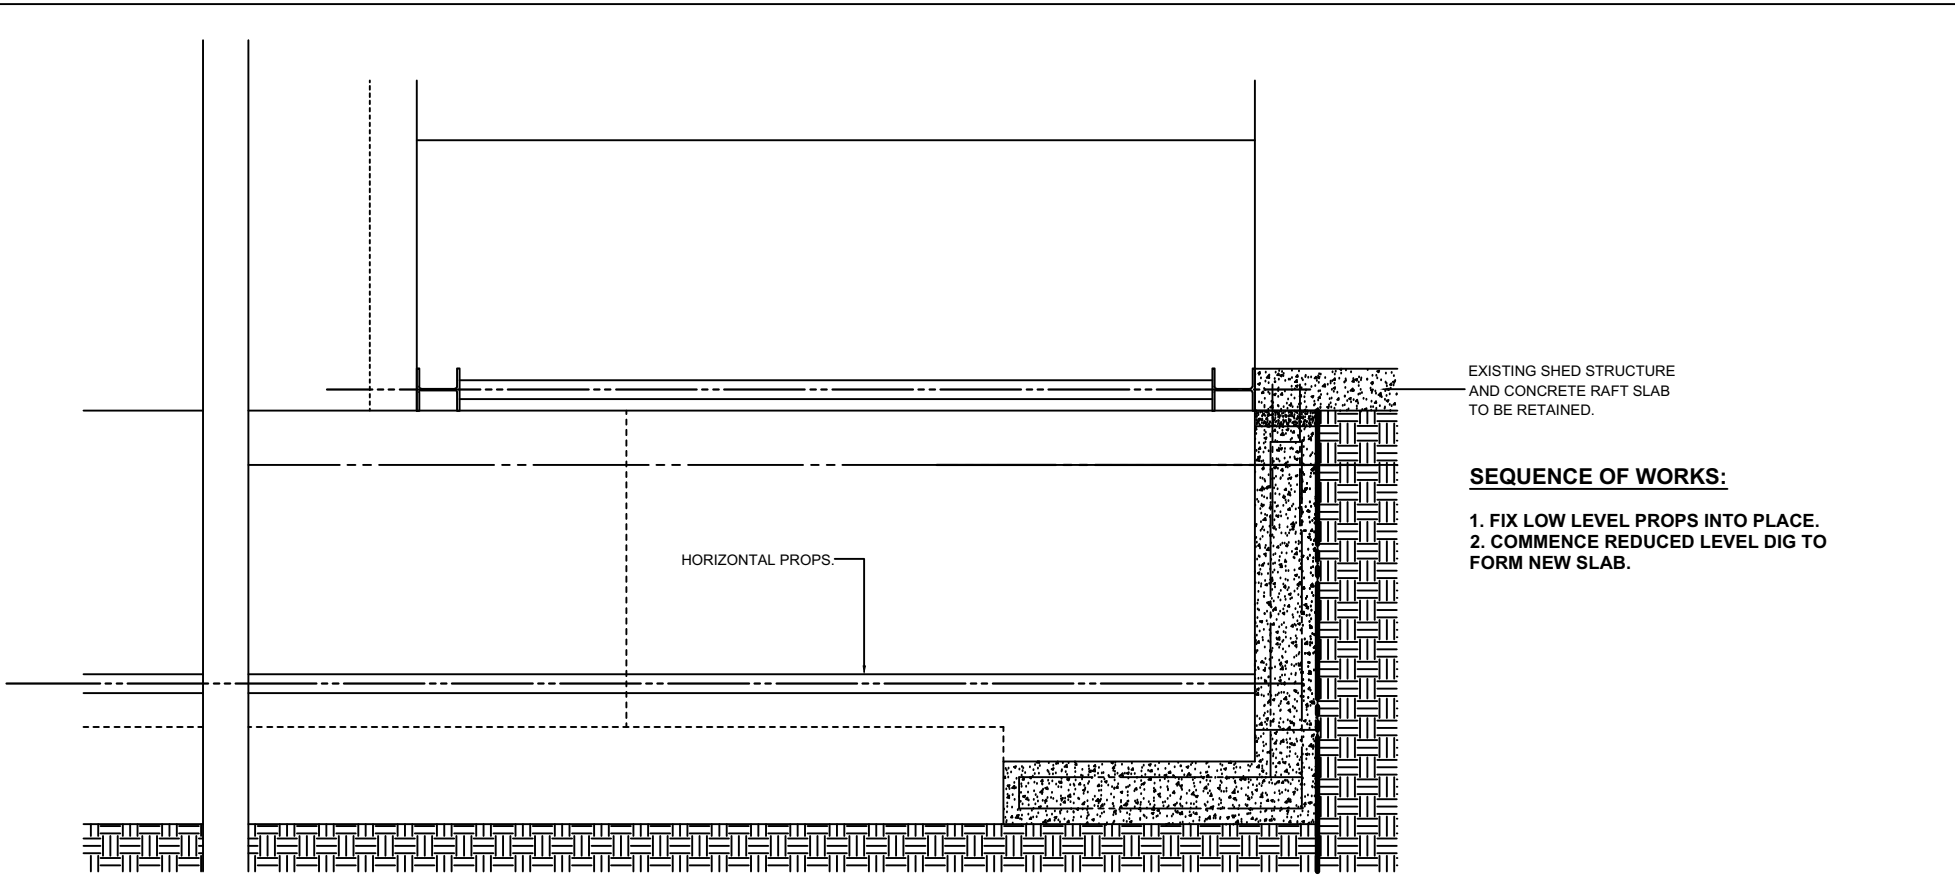 EXISTING SHED STRUCTURE
AND CONCRETE RAFT SLAB
TO BE RETAINED.
SEQUENCE OF WORKS:
1. FIX LOW LEVEL PROPS INTO PLACE.
2. COMMENCE REDUCED LEVEL DIG TO
FORM NEW SLAB.
HORIZONTAL PROPS.